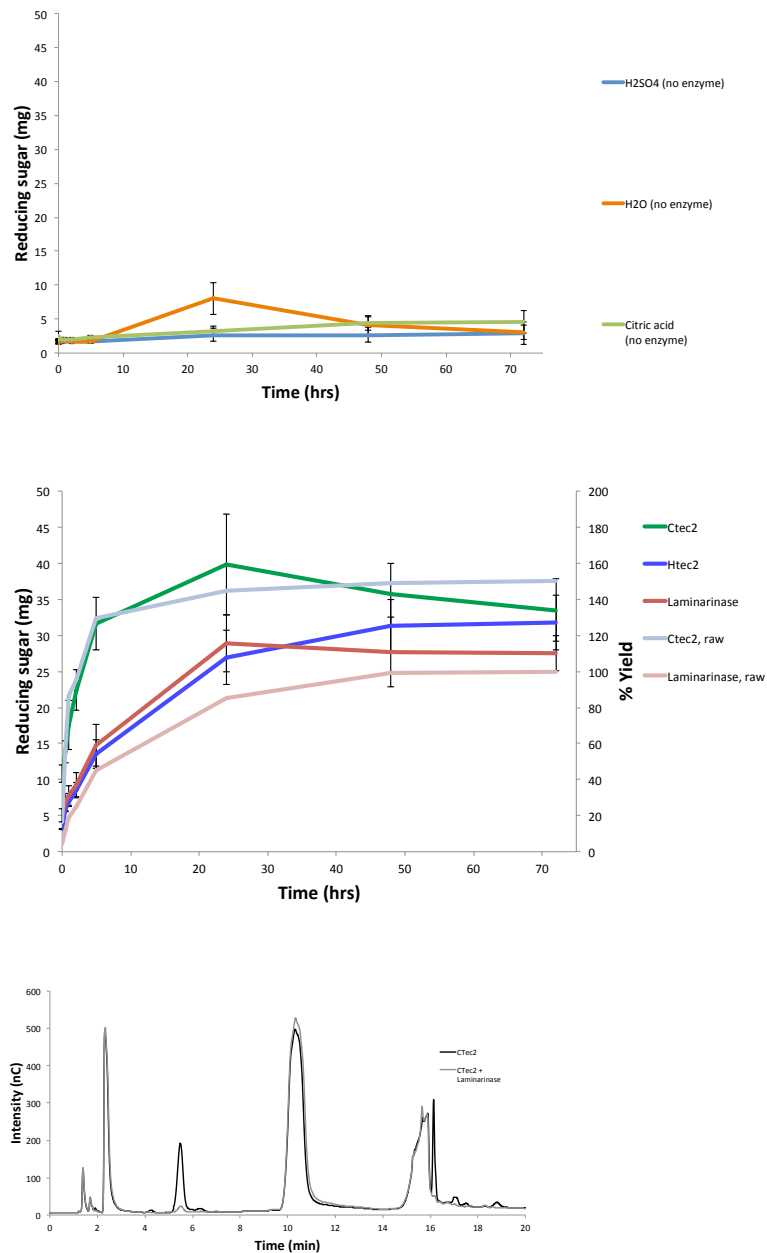 50
45
40
35
30
25
20
15
10
5
0
Reducing sugar (mg)
0 10 20 30 40 50 60 70
Time (hrs)
H2SO4 (no enzyme)
H2O (no enzyme)
Citric acid
(no enzyme)
50
45
40
35
30
25
20
15
10
5
0
Reducing sugar (mg)
0 10 20 30 40 50 60 70
Time (hrs)
200
180
160
140
120
100
80
60
40
20
0
% Yield
Ctec2
Htec2
Laminarinase
Ctec2, raw
Laminarinase, raw
600
500
400
300
200
100
0
Intensity (nC)
0 2 4 6 8 10 12 14 16 18 20
Time (min)
CTec2
CTec2 +
Laminarinase